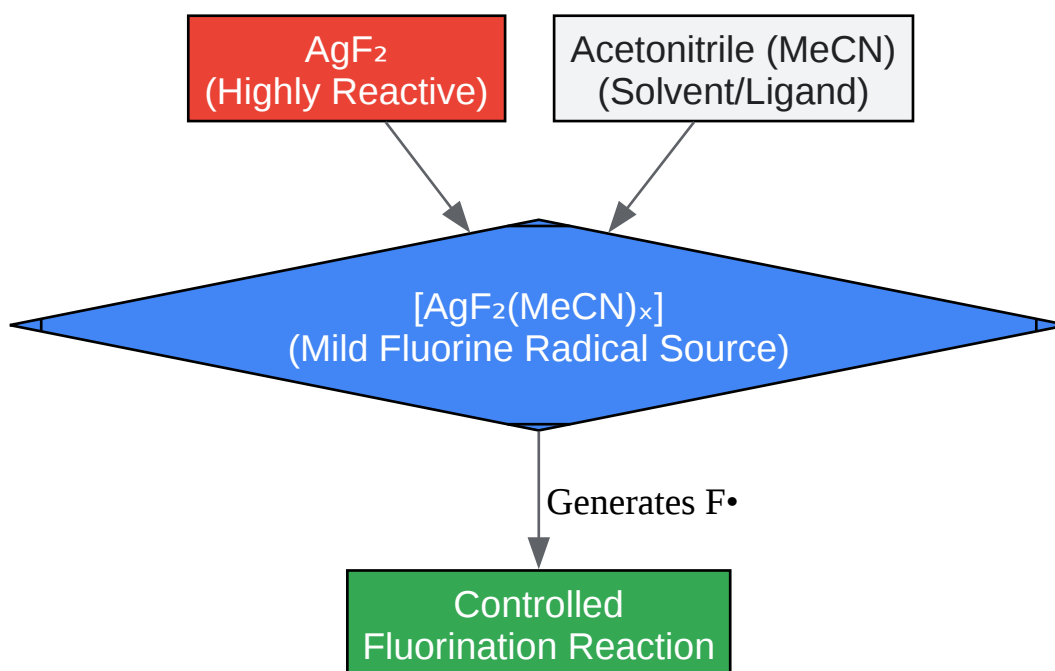 AgF₂
(Highly Reactive)
Acetonitrile (MeCN)
(Solvent/Ligand)
[AgF₂(MeCN)ₓ]
(Mild Fluorine Radical Source)
Generates F•
Controlled
Fluorination Reaction